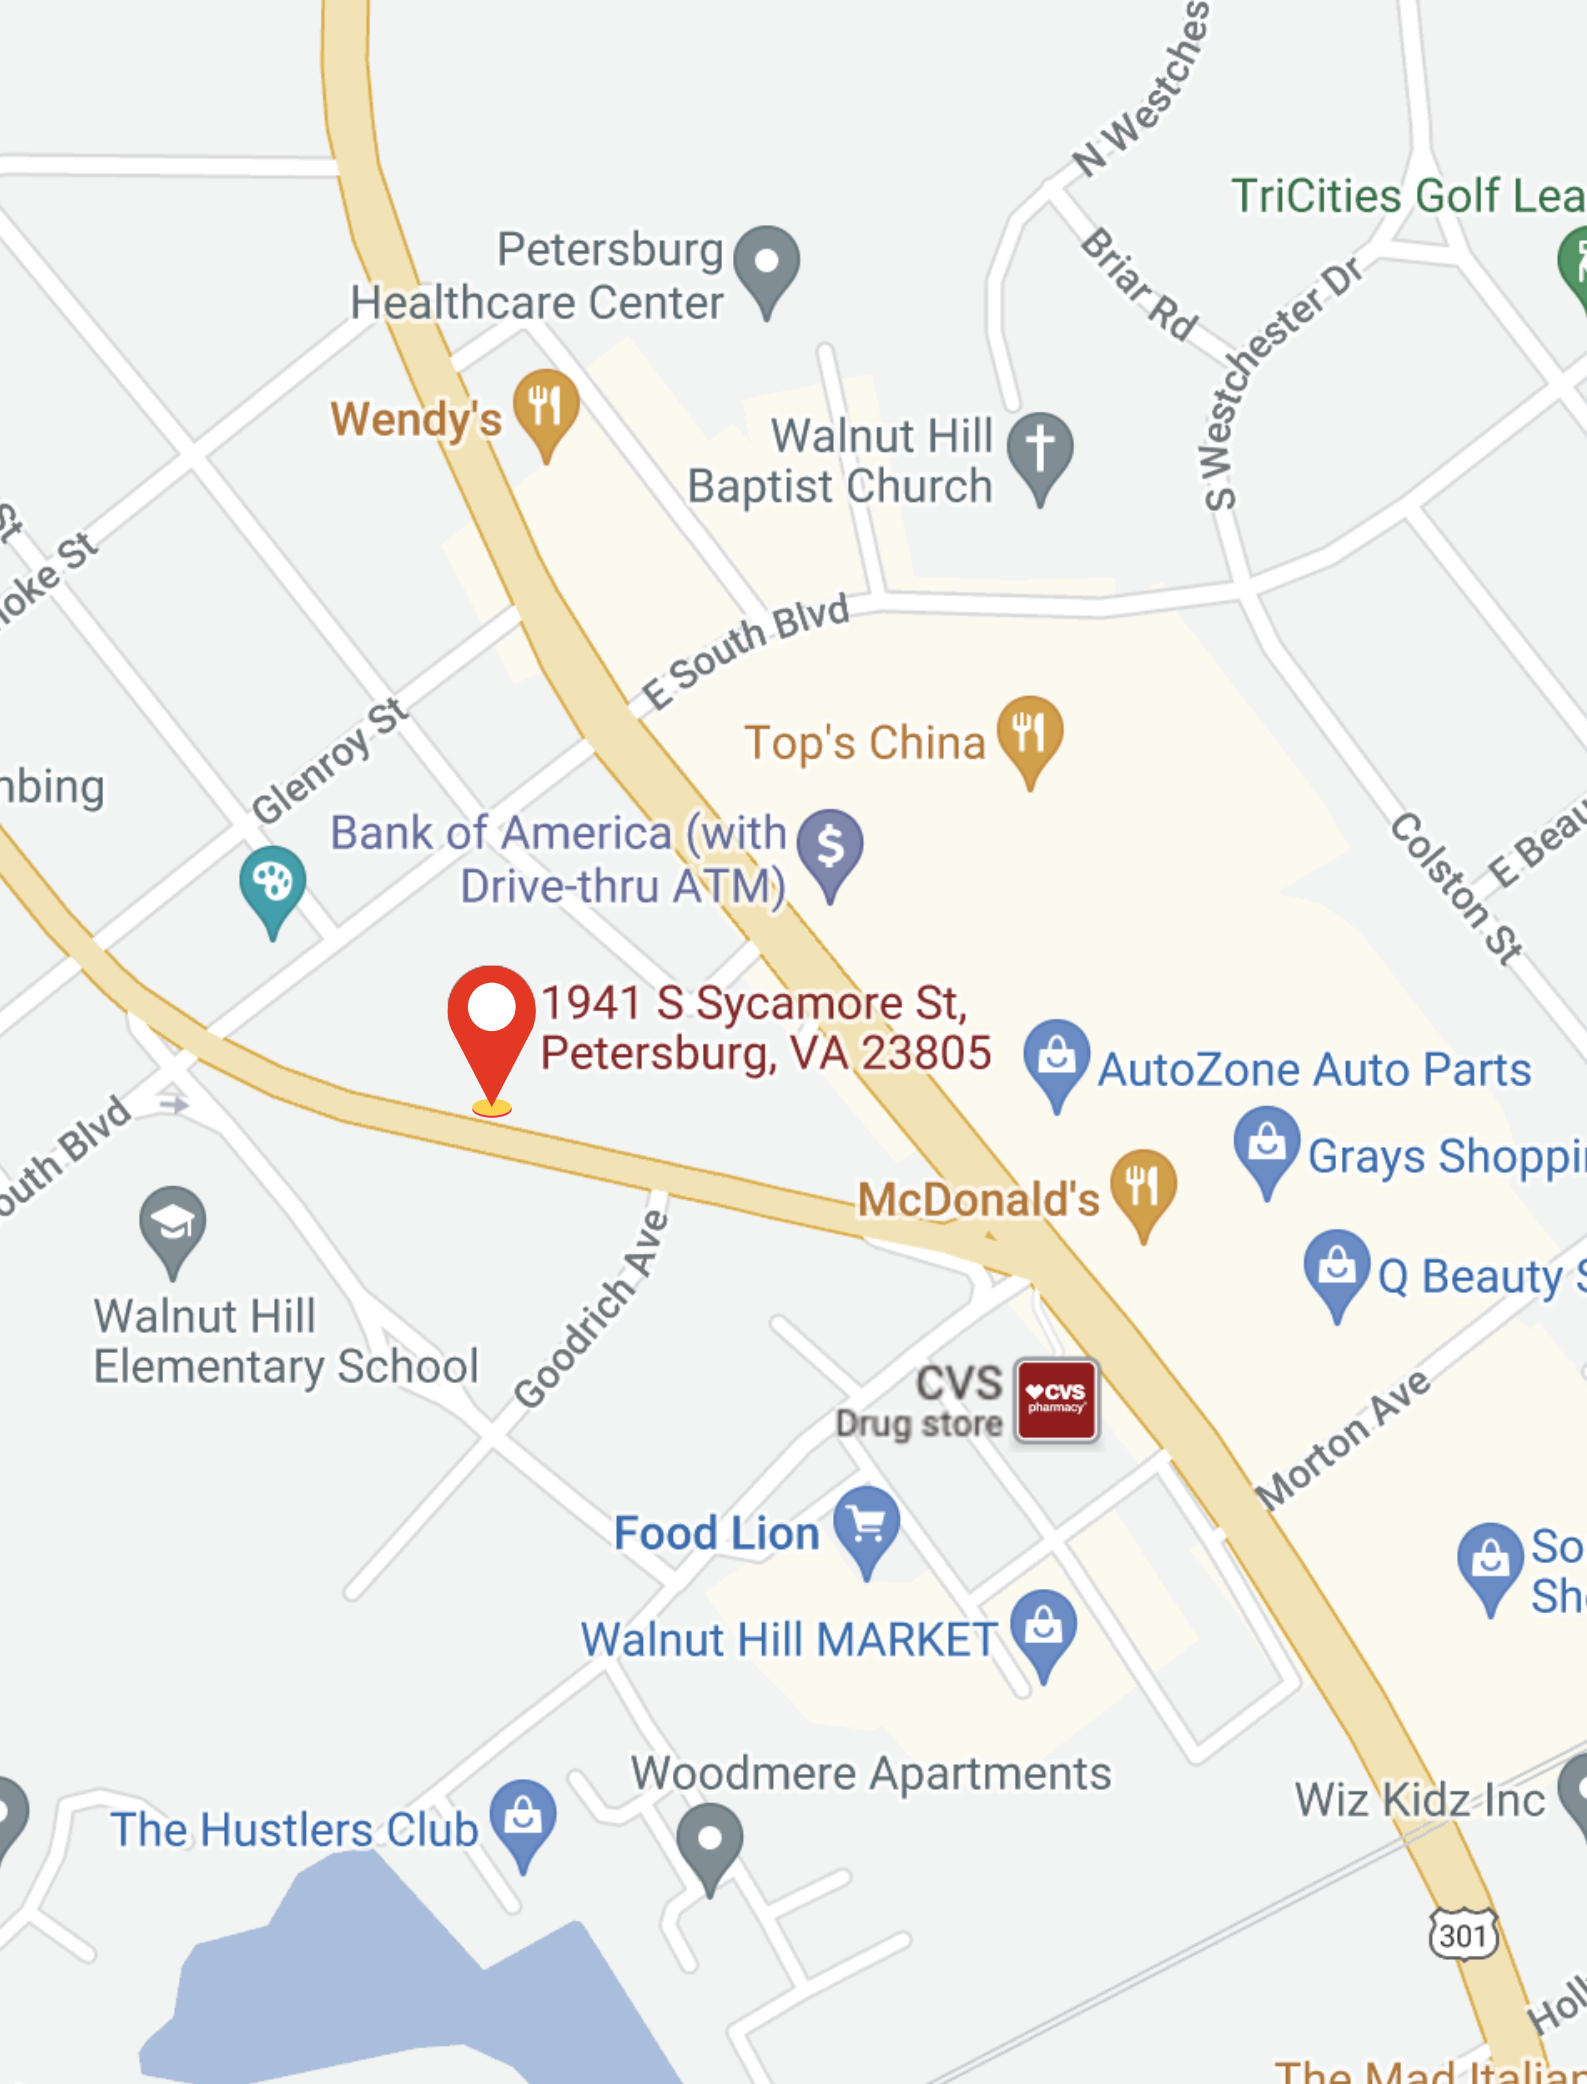 N Westches
TriCities Golf Lea
Petersburg
Healthcare Center
Briar Rd
S Westchester Dr
Wendy's
Walnut Hill
Baptist Church
St
oke St
E South Blvd
Glenroy St
Top's China
nbing
Bank of America (with
Drive-thru ATM)
$
Colston St
E Beau
1941 S Sycamore St,
Petersburg, VA 23805
AutoZone Auto Parts
outh Blvd
Grays Shoppi
McDonald's
Goodrich Ave
Q Beauty S
Walnut Hill
Elementary School
CVS
Drug store
CVS
pharmacy
Morton Ave
Food Lion
So
Sh
Walnut Hill MARKET
Woodmere Apartments
Wiz Kidz Inc
The Hustlers Club
301
Holl
The Mad Italian